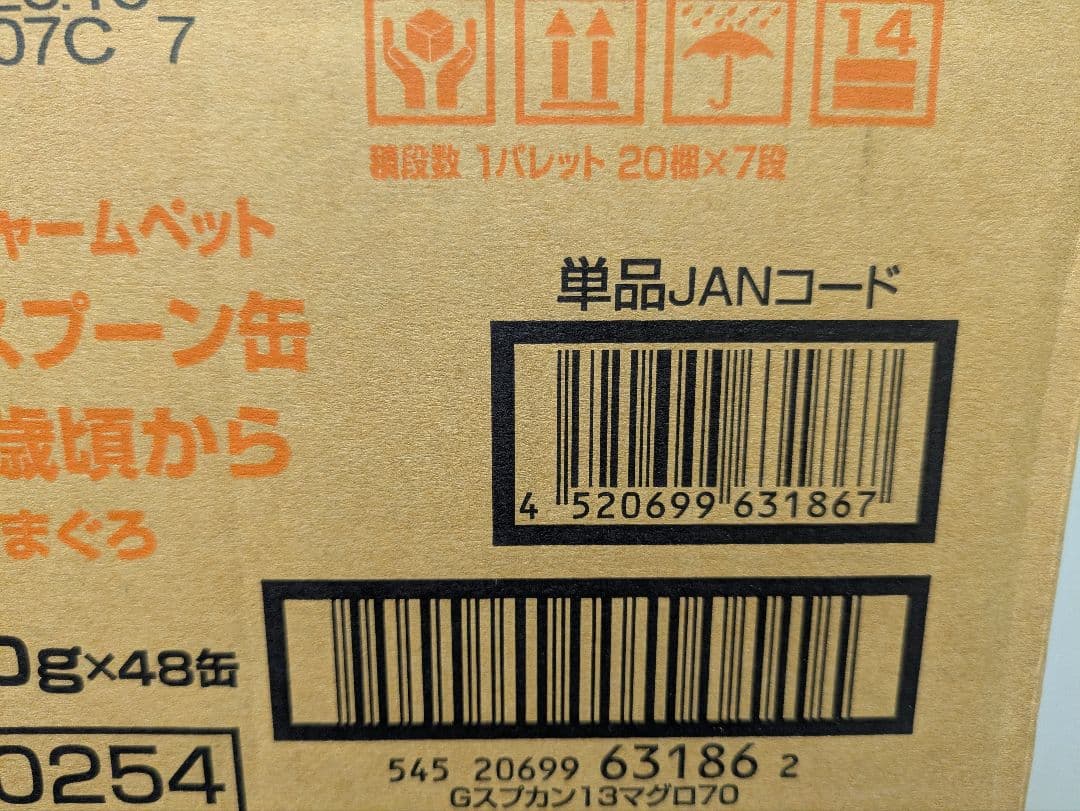 07C 7
14
積段数 1パレット 20梱×7段
ャームペット
スプーン缶
歳頃から
まぐろ
単品JANコード
4 520699 631867
0g×48缶
0254
545 20699 63186 2
Gスプカン13マグロ70